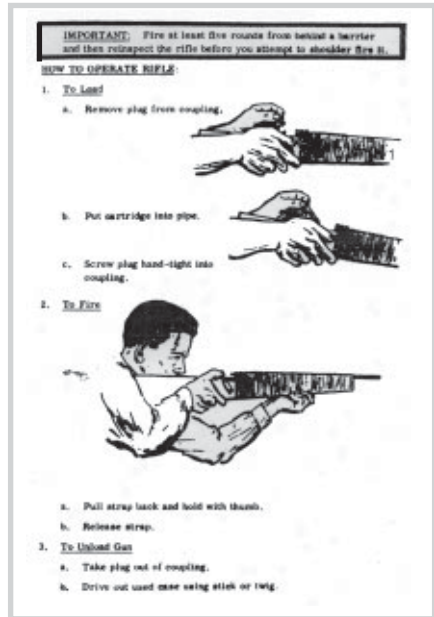 IMPORTANT: Fire at least five rounds from behind a barrier
and then reinspect the rifle before you attempt to shoulder fire it.
HOW TO OPERATE RIFLE:
1. To Load
a. Remove plug from coupling.
1
b. Put cartridge into pipe.
c. Screw plug hand-tight into
coupling.
2. To Fire
a. Pull strap back and hold with thumb.
b. Release strap.
3. To Unload Gun
a. Take plug out of coupling.
b. Drive out used case using stick or twig.